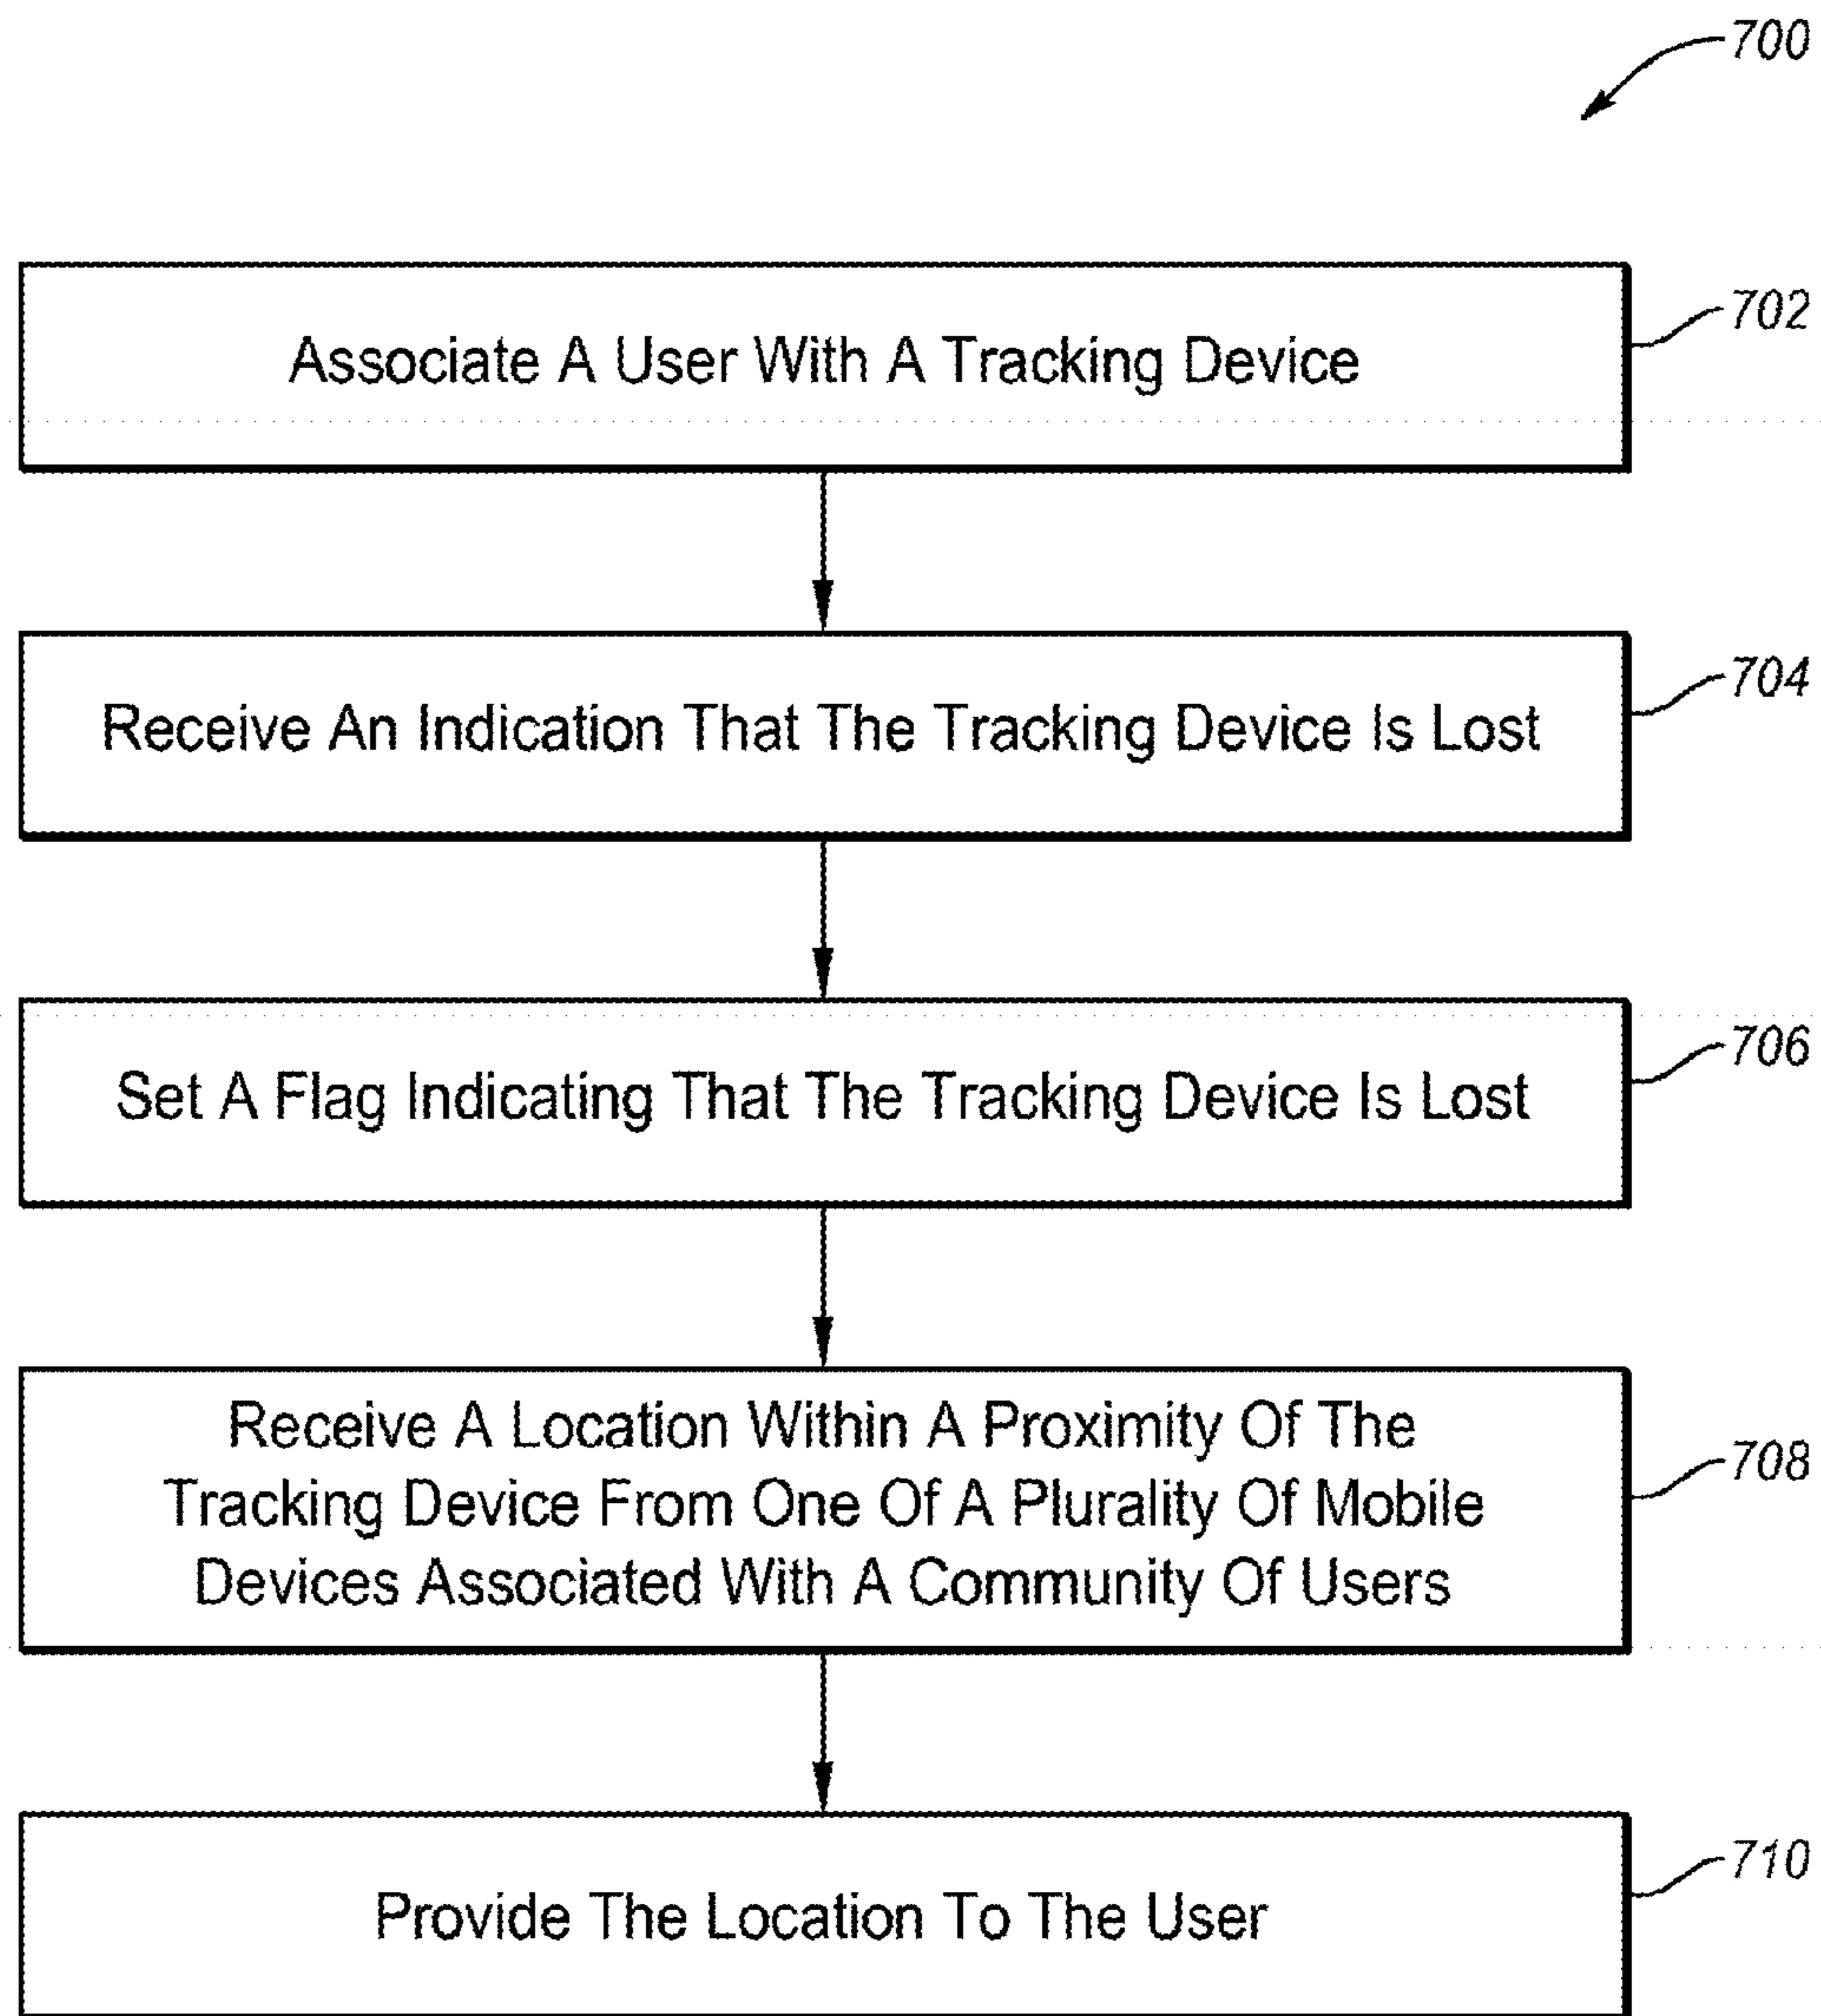 700
Associate A User With A Tracking Device
702
Receive An Indication That The Tracking Device Is Lost
704
Set A Flag Indicating That The Tracking Device Is Lost
706
Receive A Location Within A Proximity Of The
Tracking Device From One Of A Plurality Of Mobile
Devices Associated With A Community Of Users
708
Provide The Location To The User
710